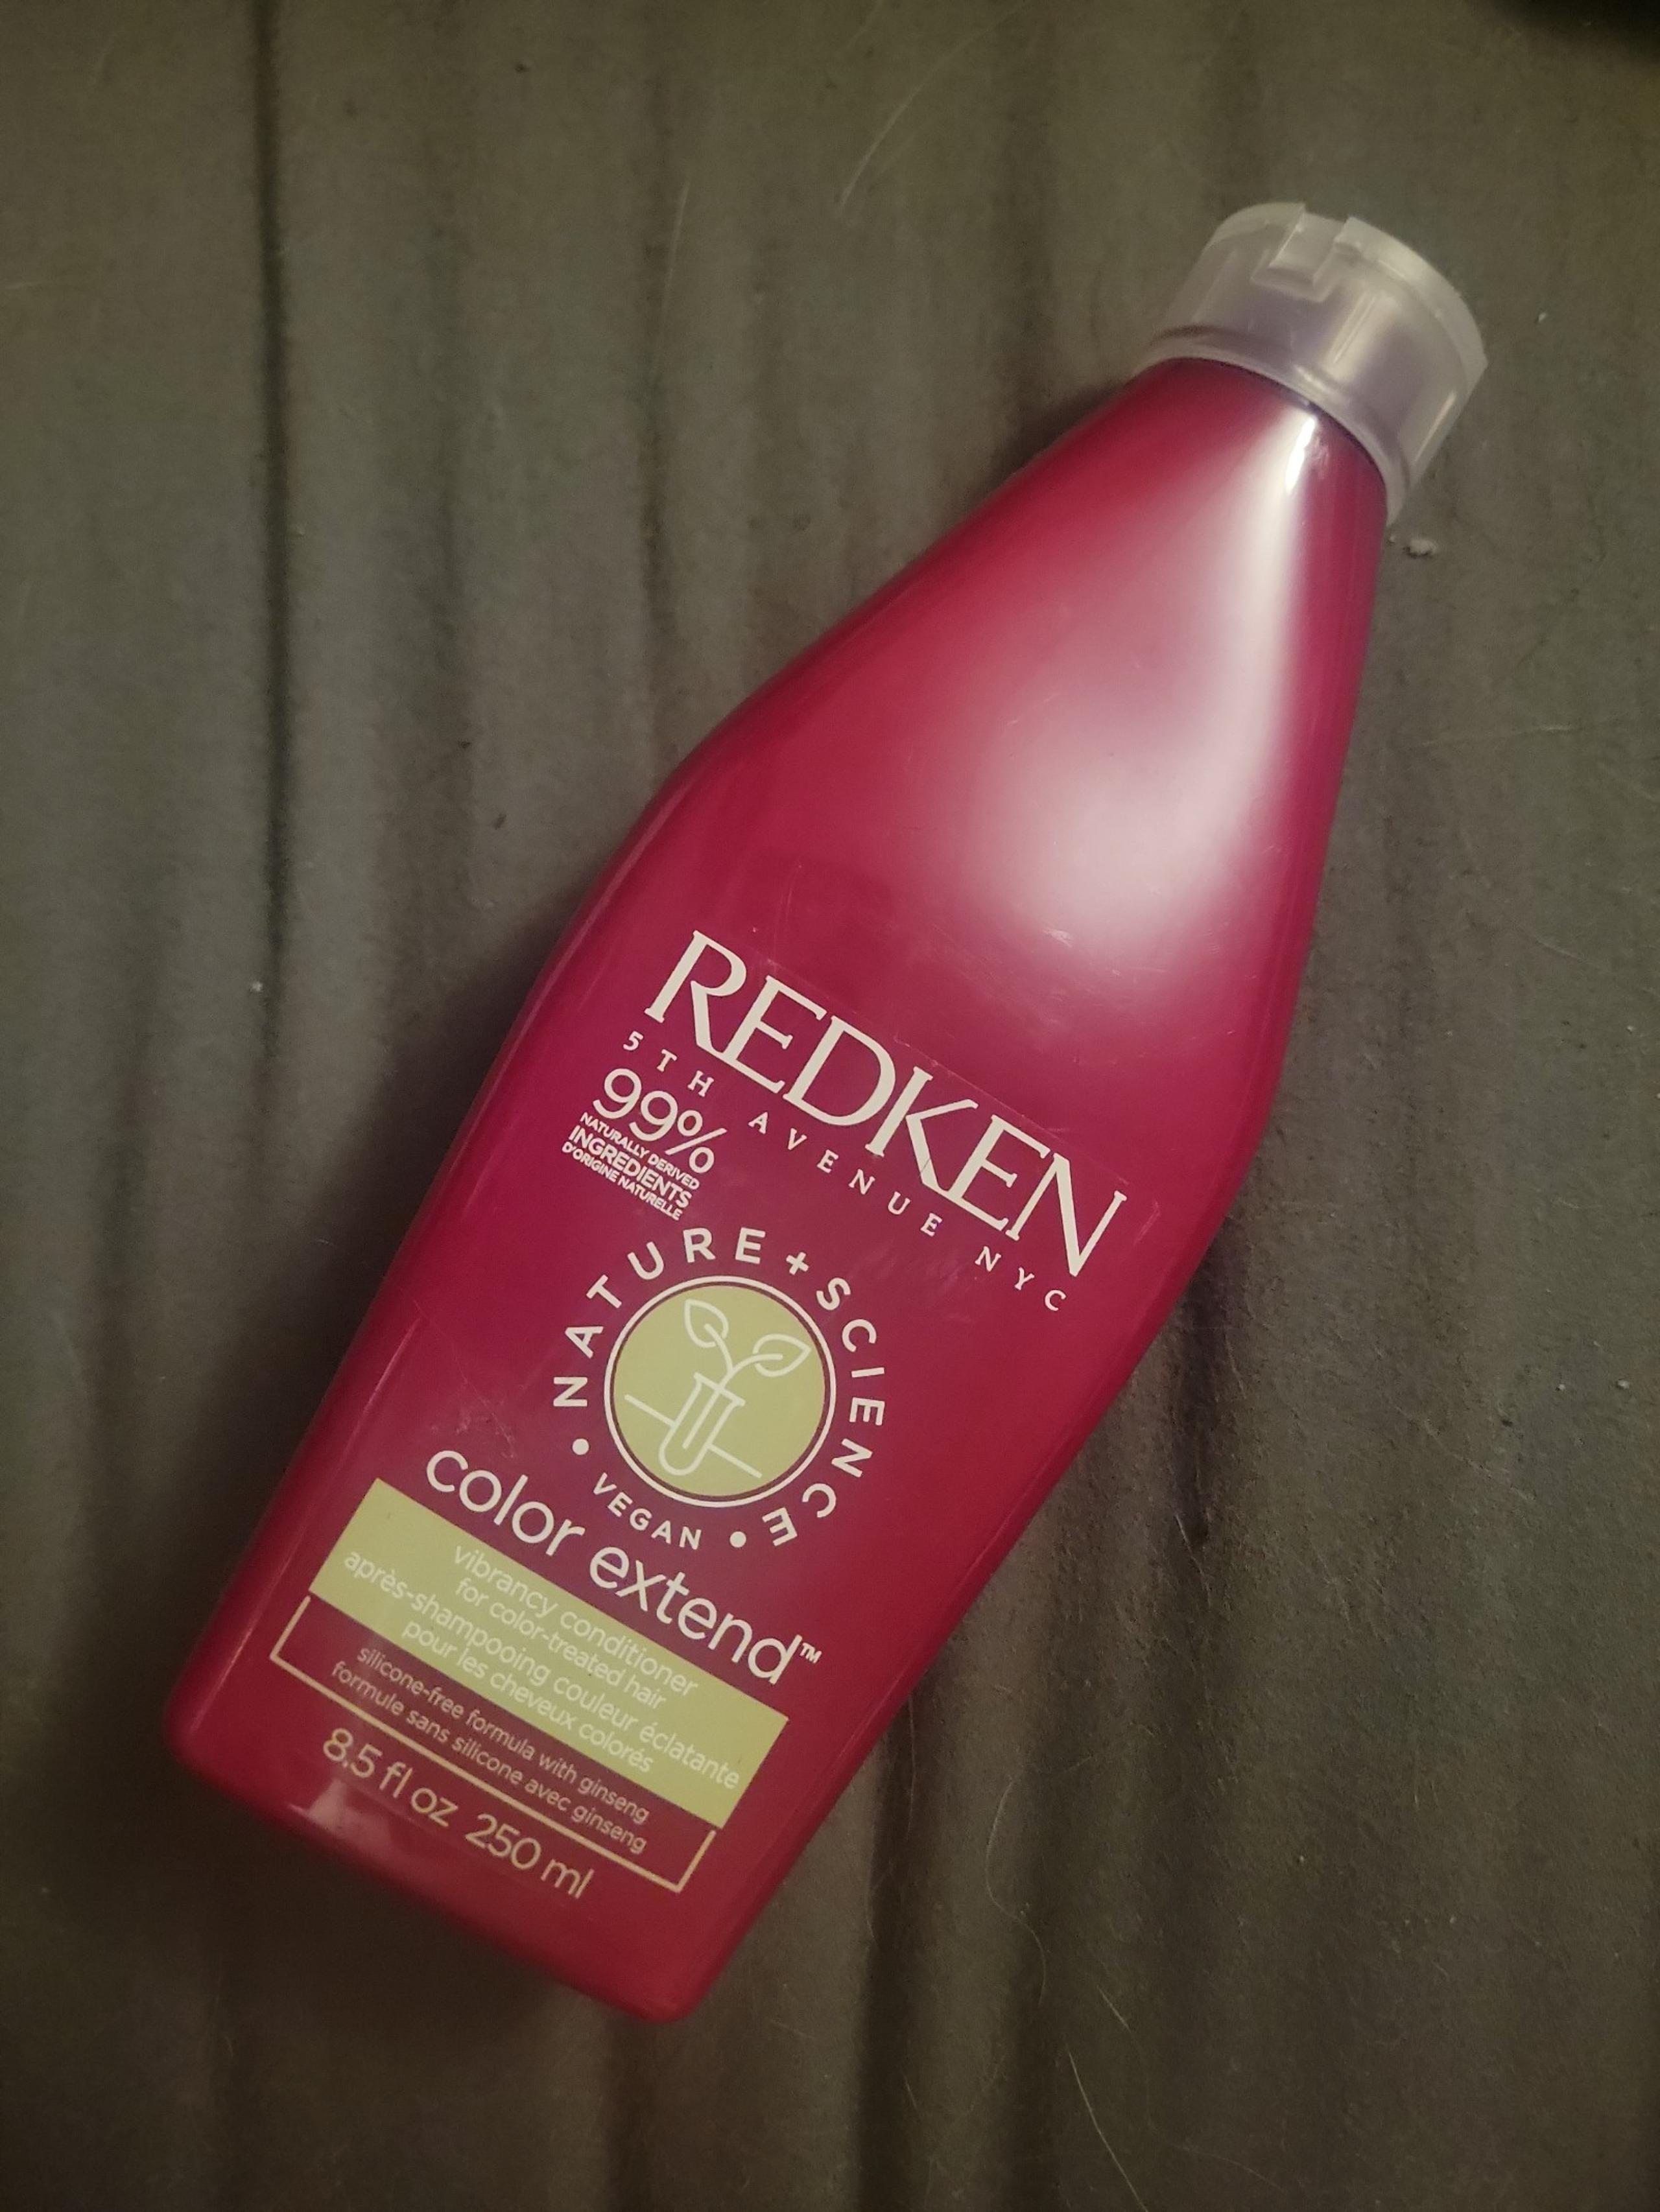 REDKEN
5TH AVENUE NYC
99%
NATURALLY DERIVED
INGREDIENTS
D'ORIGINE NATURELLE
• NATURE+SCIENCE •
VEGAN
color extend™
vibrancy conditioner
for color-treated hair
après-shampooing couleur éclatante
pour les cheveux colorés
silicone-free formula with ginseng
formule sans silicone avec ginseng
8.5 fl oz 250 ml